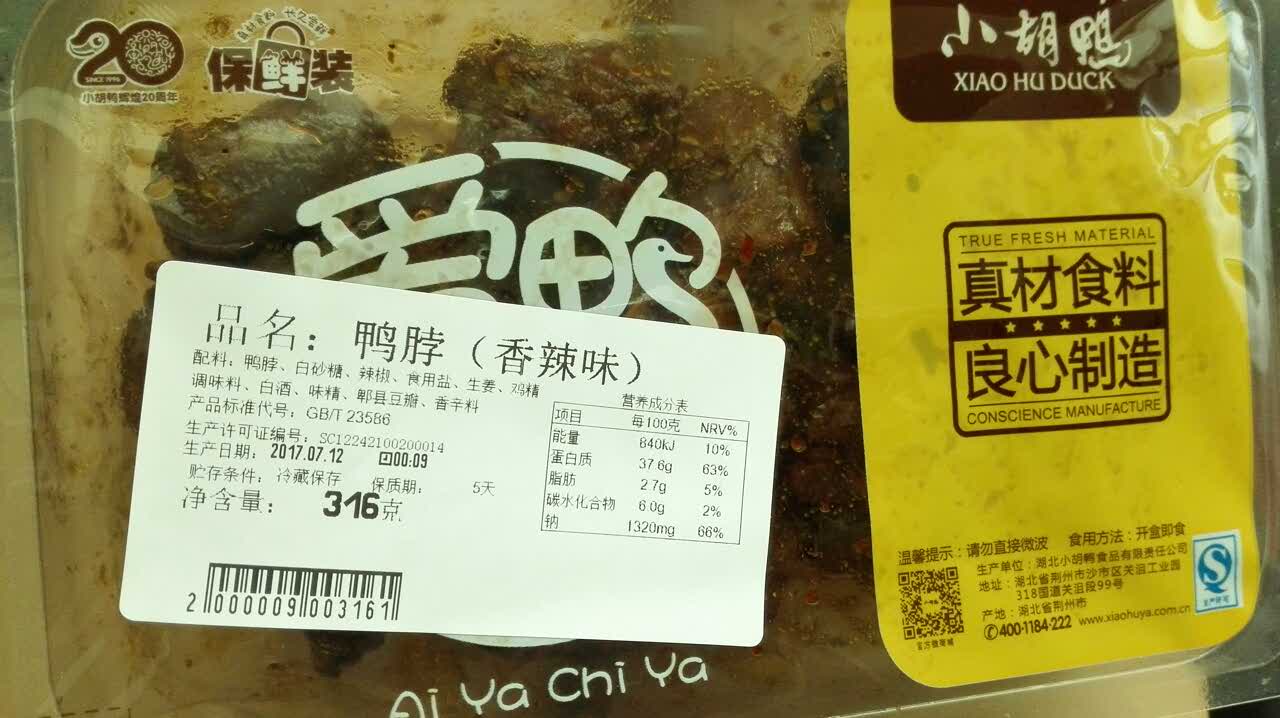 20
SINCE 1996
小胡鸭辉煌20周年
保鲜装
小胡鸭
XIAO HU DUCK
爱鸭
TRUE FRESH MATERIAL
真材食料
良心制造
CONSCIENCE MANUFACTURE
品名：鸭脖（香辣味）
配料：鸭脖、白砂糖、辣椒、食用盐、生姜、鸡精
调味料、白酒、味精、郫县豆瓣、香辛料
产品标准代号：GB/T 23586
生产许可证编号：SC12242100200014
生产日期：2017.07.12 00:09
贮存条件：冷藏保存 保质期： 5天
净含量： 316克
营养成分表
项目 每100克 NRV%
能量 840kJ 10%
蛋白质 37.6g 63%
脂肪 2.7g 5%
碳水化合物 6.0g 2%
钠 1320mg 66%
2 000009 003161
温馨提示：请勿直接微波 食用方法：开盒即食
生产单位：湖北小胡鸭食品有限责任公司
地址：湖北省荆州市沙市区关沮工业园
318国道关沮段99号
产地：湖北省荆州市
400-1184-222 www.xiaohuya.com.cn
Ai Ya Chi Ya